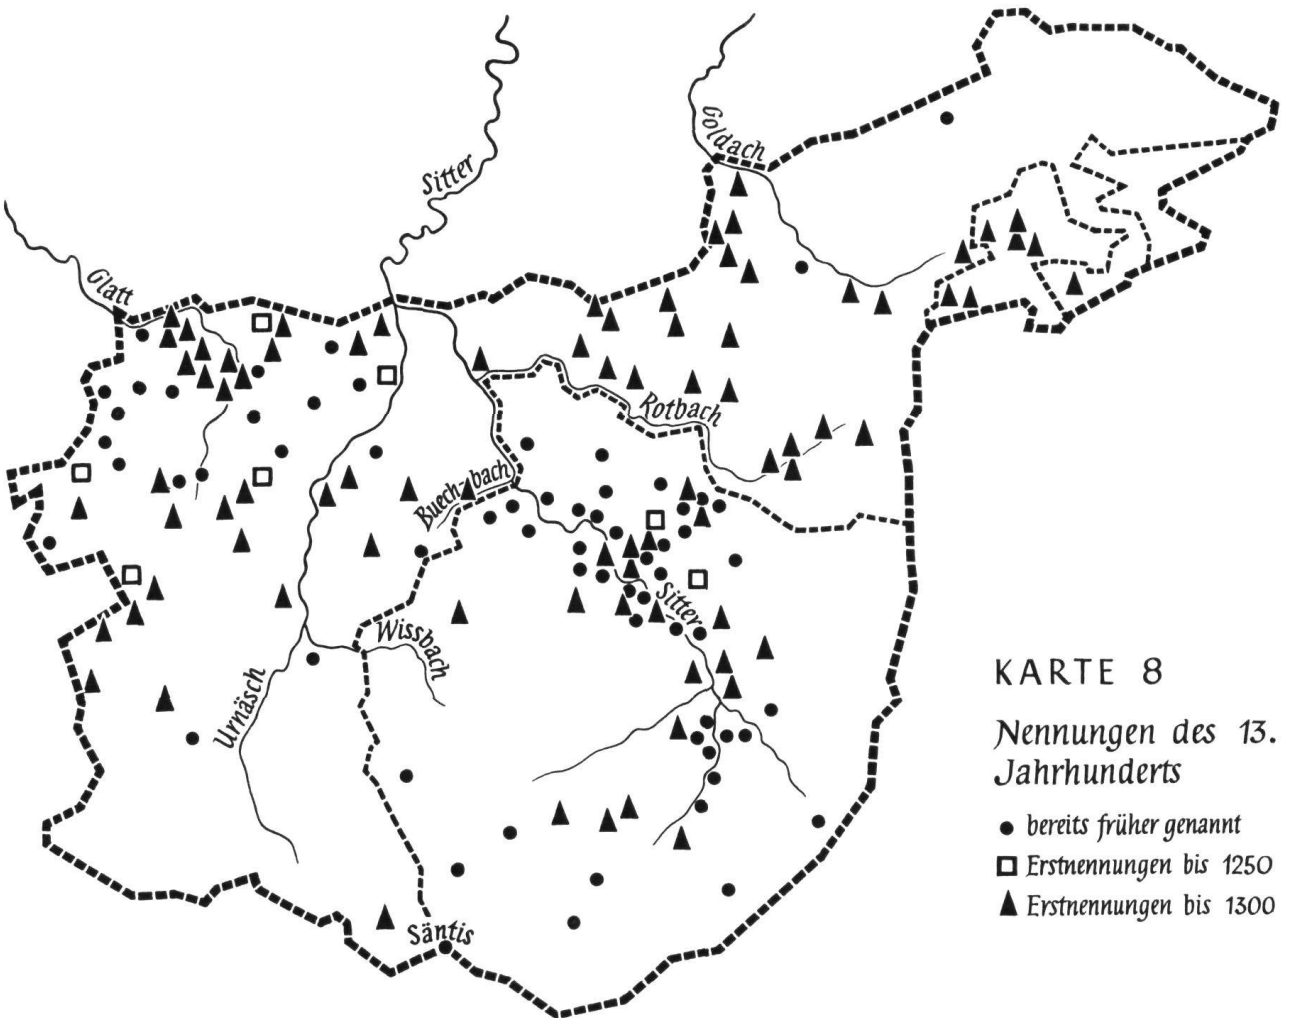 Goldach
Sitter
Glatt
Rotbach
Buech-bach
Sitter
Wissbach
Urnäsch
Säntis
KARTE 8
Nennungen des 13.
Jahrhunderts
bereits früher genannt
Erstnennungen bis 1250
Erstnennungen bis 1300